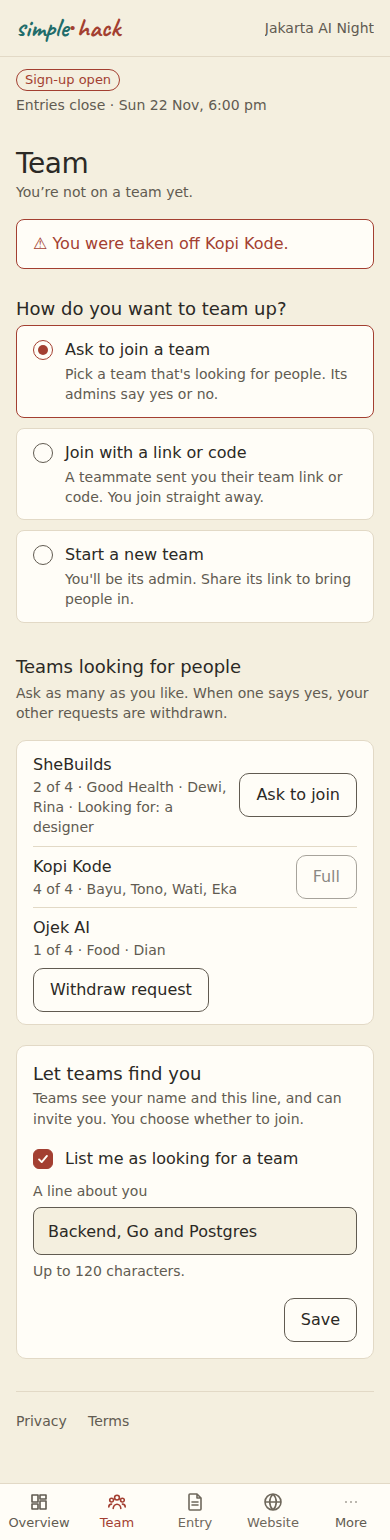 simple·hack
Jakarta AI Night
Sign-up open
Entries close · Sun 22 Nov, 6:00 pm
Team
You’re not on a team yet.
⚠ You were taken off Kopi Kode.
How do you want to team up?
Ask to join a team
Pick a team that's looking for people. Its
admins say yes or no.
Join with a link or code
A teammate sent you their team link or
code. You join straight away.
Start a new team
You'll be its admin. Share its link to bring
people in.
Teams looking for people
Ask as many as you like. When one says yes, your
other requests are withdrawn.
SheBuilds
2 of 4 · Good Health · Dewi,
Rina · Looking for: a
designer
Ask to join
Kopi Kode
4 of 4 · Bayu, Tono, Wati, Eka
Full
Ojek AI
1 of 4 · Food · Dian
Withdraw request
Let teams find you
Teams see your name and this line, and can
invite you. You choose whether to join.
List me as looking for a team
A line about you
Backend, Go and Postgres
Up to 120 characters.
Save
Privacy
Terms
Overview
Team
Entry
Website
More